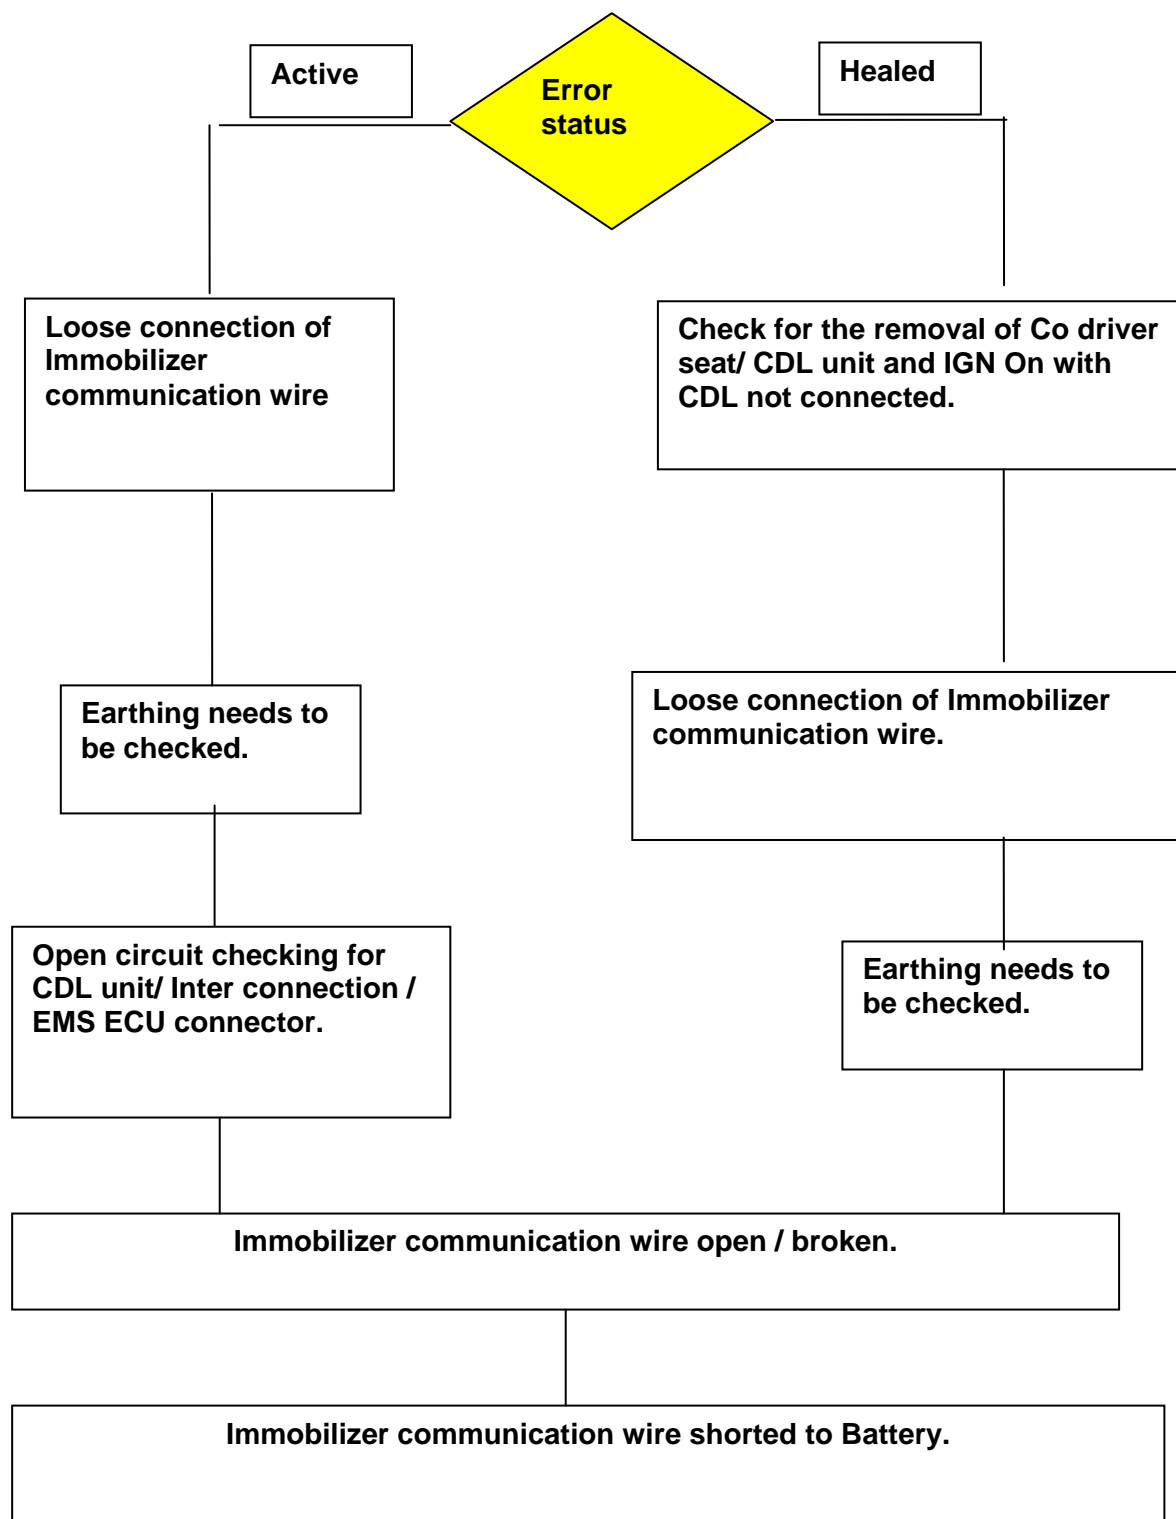 Active
Error
status
Healed
Loose connection of
Immobilizer
communication wire
Check for the removal of Co driver
seat/ CDL unit and IGN On with
CDL not connected.
Earthing needs to
be checked.
Loose connection of Immobilizer
communication wire.
Open circuit checking for
CDL unit/ Inter connection /
EMS ECU connector.
Earthing needs to
be checked.
Immobilizer communication wire open / broken.
Immobilizer communication wire shorted to Battery.